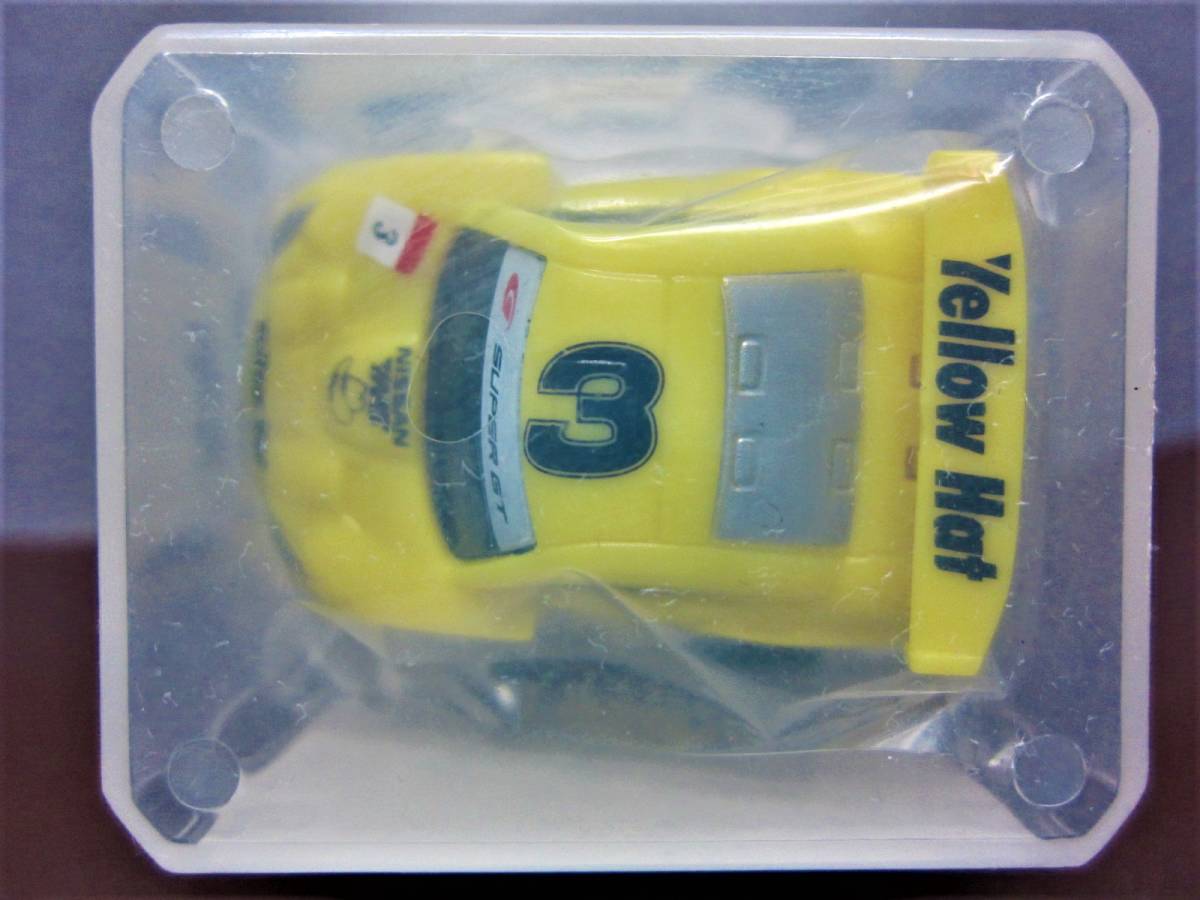 3
NISSAN
SUPER GT
3
Yellow Hat